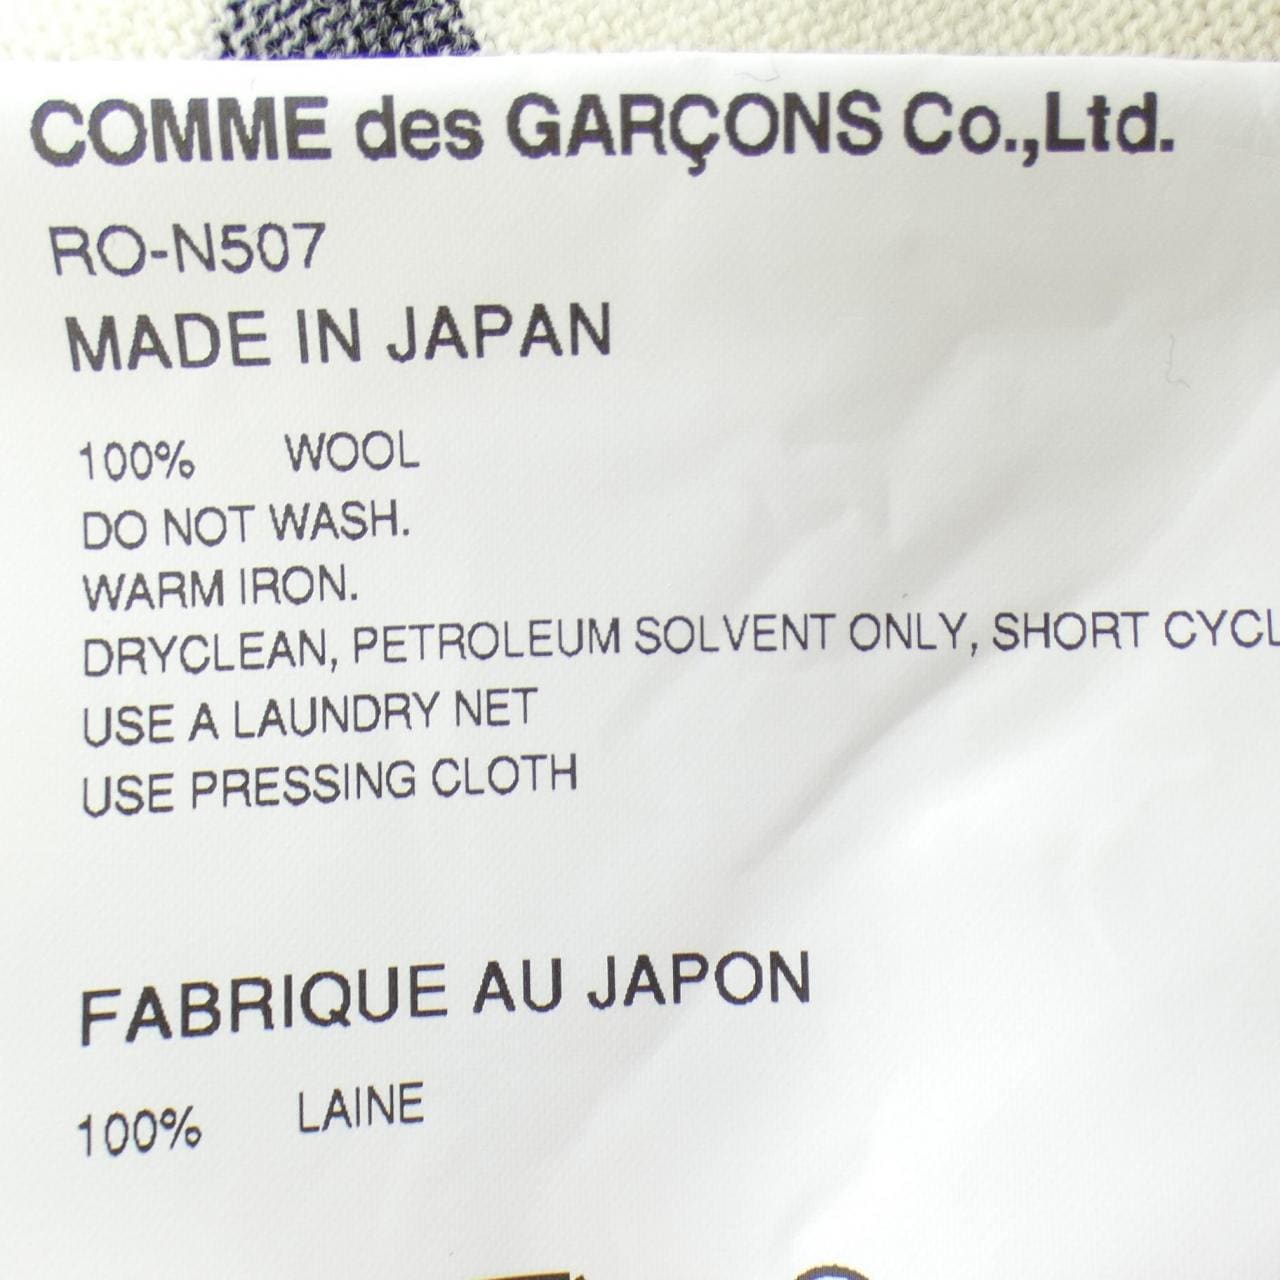 COMME des GARÇONS Co.,Ltd.
RO-N507
MADE IN JAPAN
100% WOOL
DO NOT WASH.
WARM IRON.
DRYCLEAN, PETROLEUM SOLVENT ONLY, SHORT CYCL
USE A LAUNDRY NET
USE PRESSING CLOTH
FABRIQUE AU JAPON
100% LAINE